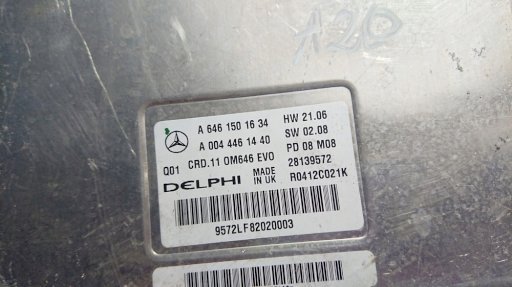 A20
A 646 150 16 34 HW 21.06
A 004 446 14 40 SW 02.08
Q01 CRD.11 OM646 EVO PD 08 M08
DELPHI MADE IN UK 28139572
R0412C021K
9572LF82020003